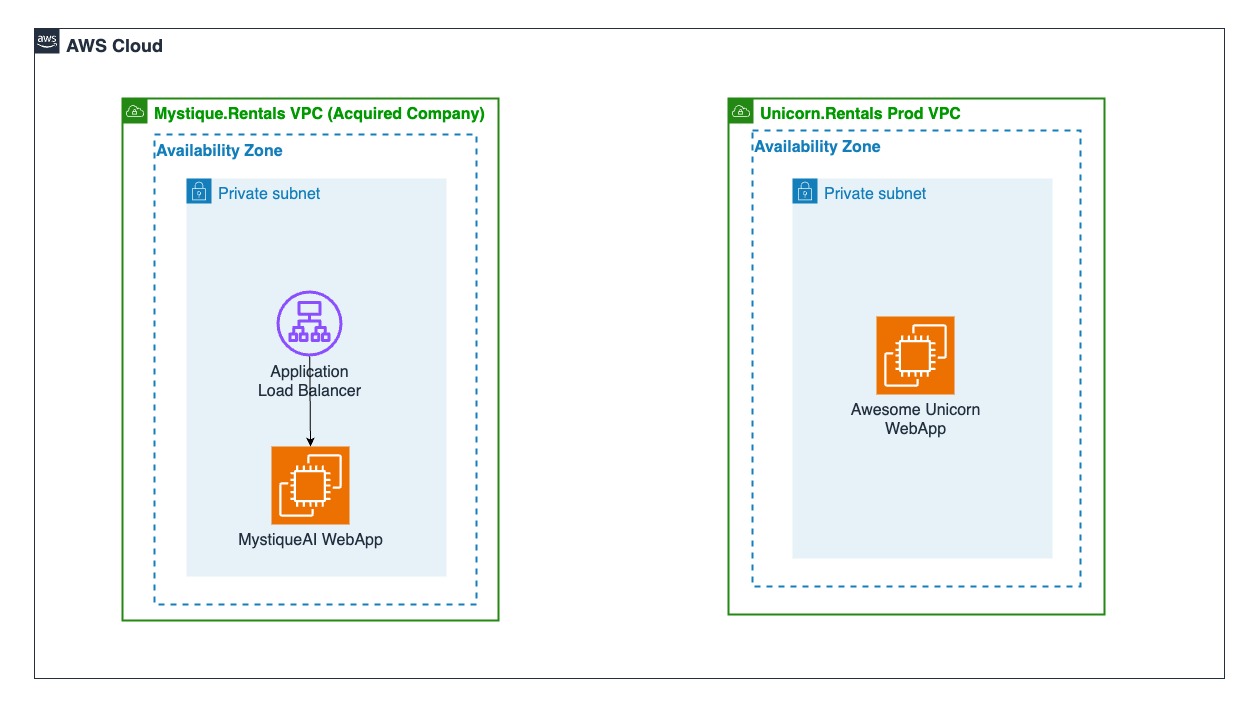 aws
AWS Cloud
Mystique.Rentals VPC (Acquired Company)
Availability Zone
Private subnet
Application
Load Balancer
MystiqueAI WebApp
Unicorn.Rentals Prod VPC
Availability Zone
Private subnet
Awesome Unicorn
WebApp